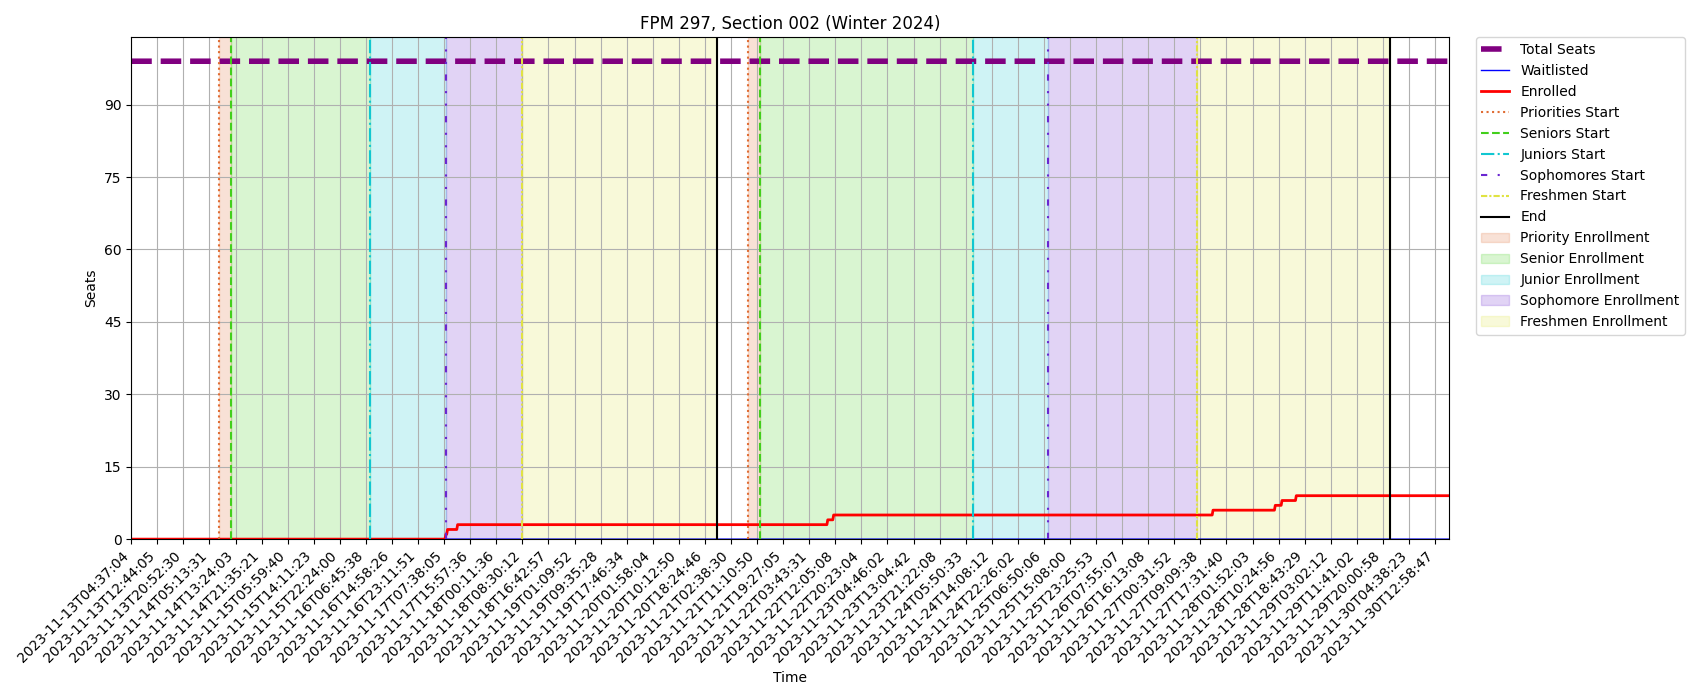 FPM 297, Section 002 (Winter 2024)
Total Seats
Waitlisted
Enrolled
Priorities Start
Seniors Start
Juniors Start
Sophomores Start
Freshmen Start
End
Priority Enrollment
Senior Enrollment
Junior Enrollment
Sophomore Enrollment
Freshmen Enrollment
Seats
90
75
60
45
30
15
0
2023-11-13T04:37:04
2023-11-13T12:44:05
2023-11-13T20:52:30
2023-11-14T05:13:31
2023-11-14T13:24:03
2023-11-14T21:35:21
2023-11-15T05:59:40
2023-11-15T14:11:23
2023-11-15T22:24:00
2023-11-16T06:45:38
2023-11-16T14:58:26
2023-11-16T23:11:51
2023-11-17T07:38:05
2023-11-17T15:57:36
2023-11-18T00:11:36
2023-11-18T08:30:12
2023-11-18T16:42:57
2023-11-19T01:09:52
2023-11-19T09:35:28
2023-11-19T17:46:34
2023-11-20T01:58:04
2023-11-20T10:12:50
2023-11-20T18:24:46
2023-11-21T02:38:30
2023-11-21T11:10:50
2023-11-21T19:27:05
2023-11-22T03:43:31
2023-11-22T12:05:08
2023-11-22T20:23:04
2023-11-23T04:46:02
2023-11-23T13:04:42
2023-11-23T21:22:08
2023-11-24T05:50:33
2023-11-24T14:08:12
2023-11-24T22:26:02
2023-11-25T06:50:06
2023-11-25T15:08:00
2023-11-25T23:25:53
2023-11-26T07:55:07
2023-11-26T16:13:08
2023-11-27T00:31:52
2023-11-27T09:09:38
2023-11-27T17:31:40
2023-11-28T01:52:03
2023-11-28T10:24:56
2023-11-28T18:43:29
2023-11-29T03:02:12
2023-11-29T11:41:02
2023-11-29T20:00:58
2023-11-30T04:38:23
2023-11-30T12:58:47
Time